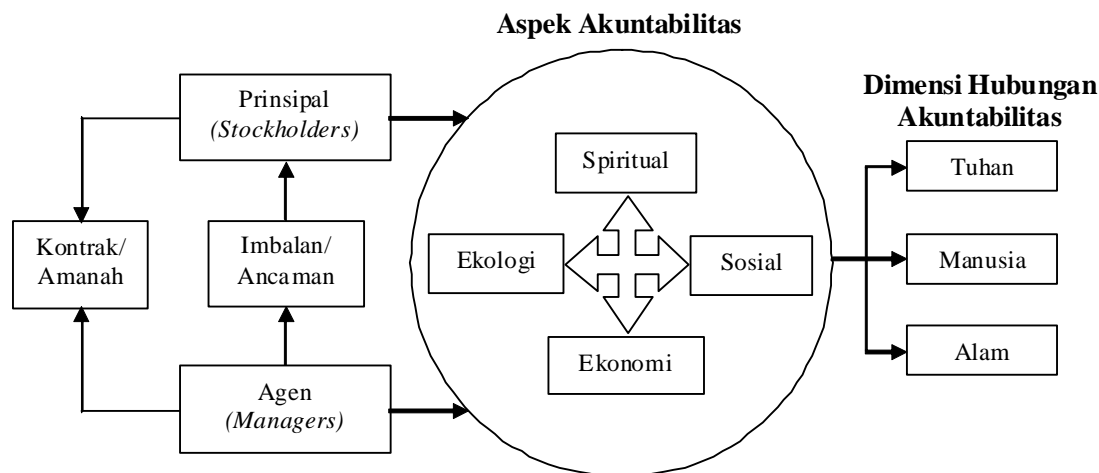 Aspek Akuntabilitas
Prinsipal
(Stockholders)
Kontrak/
Amanah
Imbalan/
Ancaman
Agen
(Managers)
Spiritual
Ekologi
Sosial
Ekonomi
Dimensi Hubungan
Akuntabilitas
Tuhan
Manusia
Alam